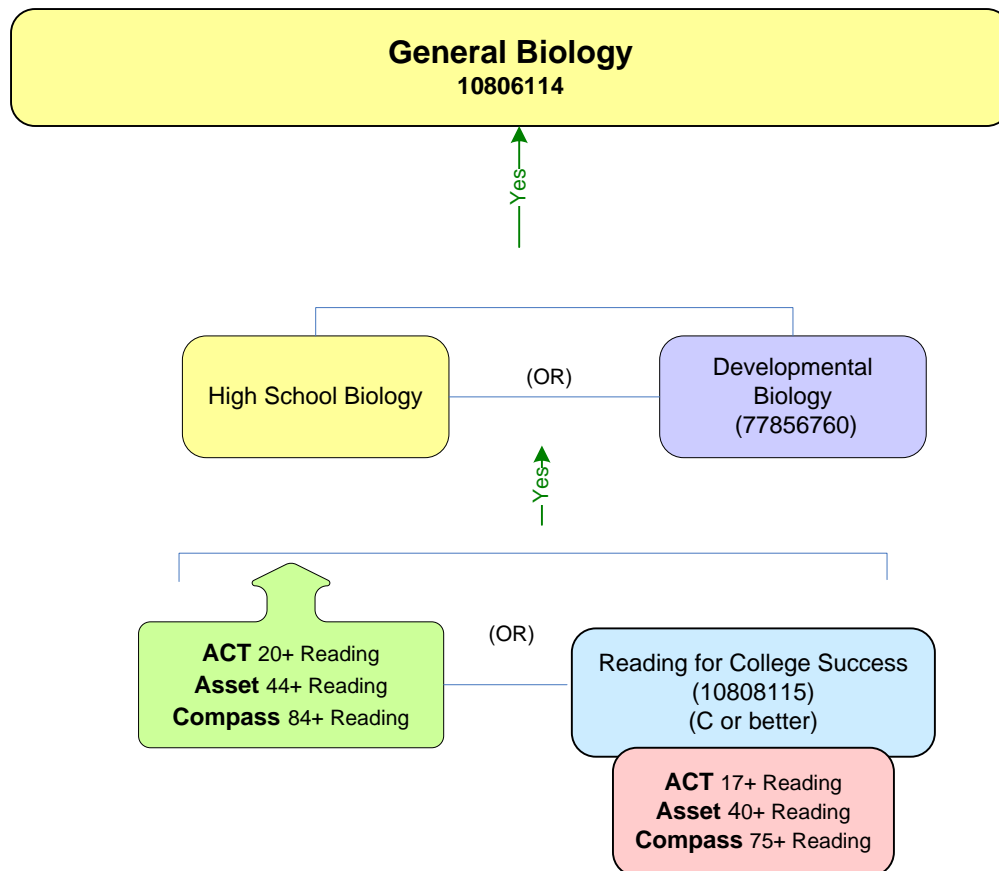 General Biology
10806114
Yes
High School Biology
(OR)
Developmental
Biology
(77856760)
Yes
ACT 20+ Reading
Asset 44+ Reading
Compass 84+ Reading
(OR)
Reading for College Success
(10808115)
(C or better)
ACT 17+ Reading
Asset 40+ Reading
Compass 75+ Reading